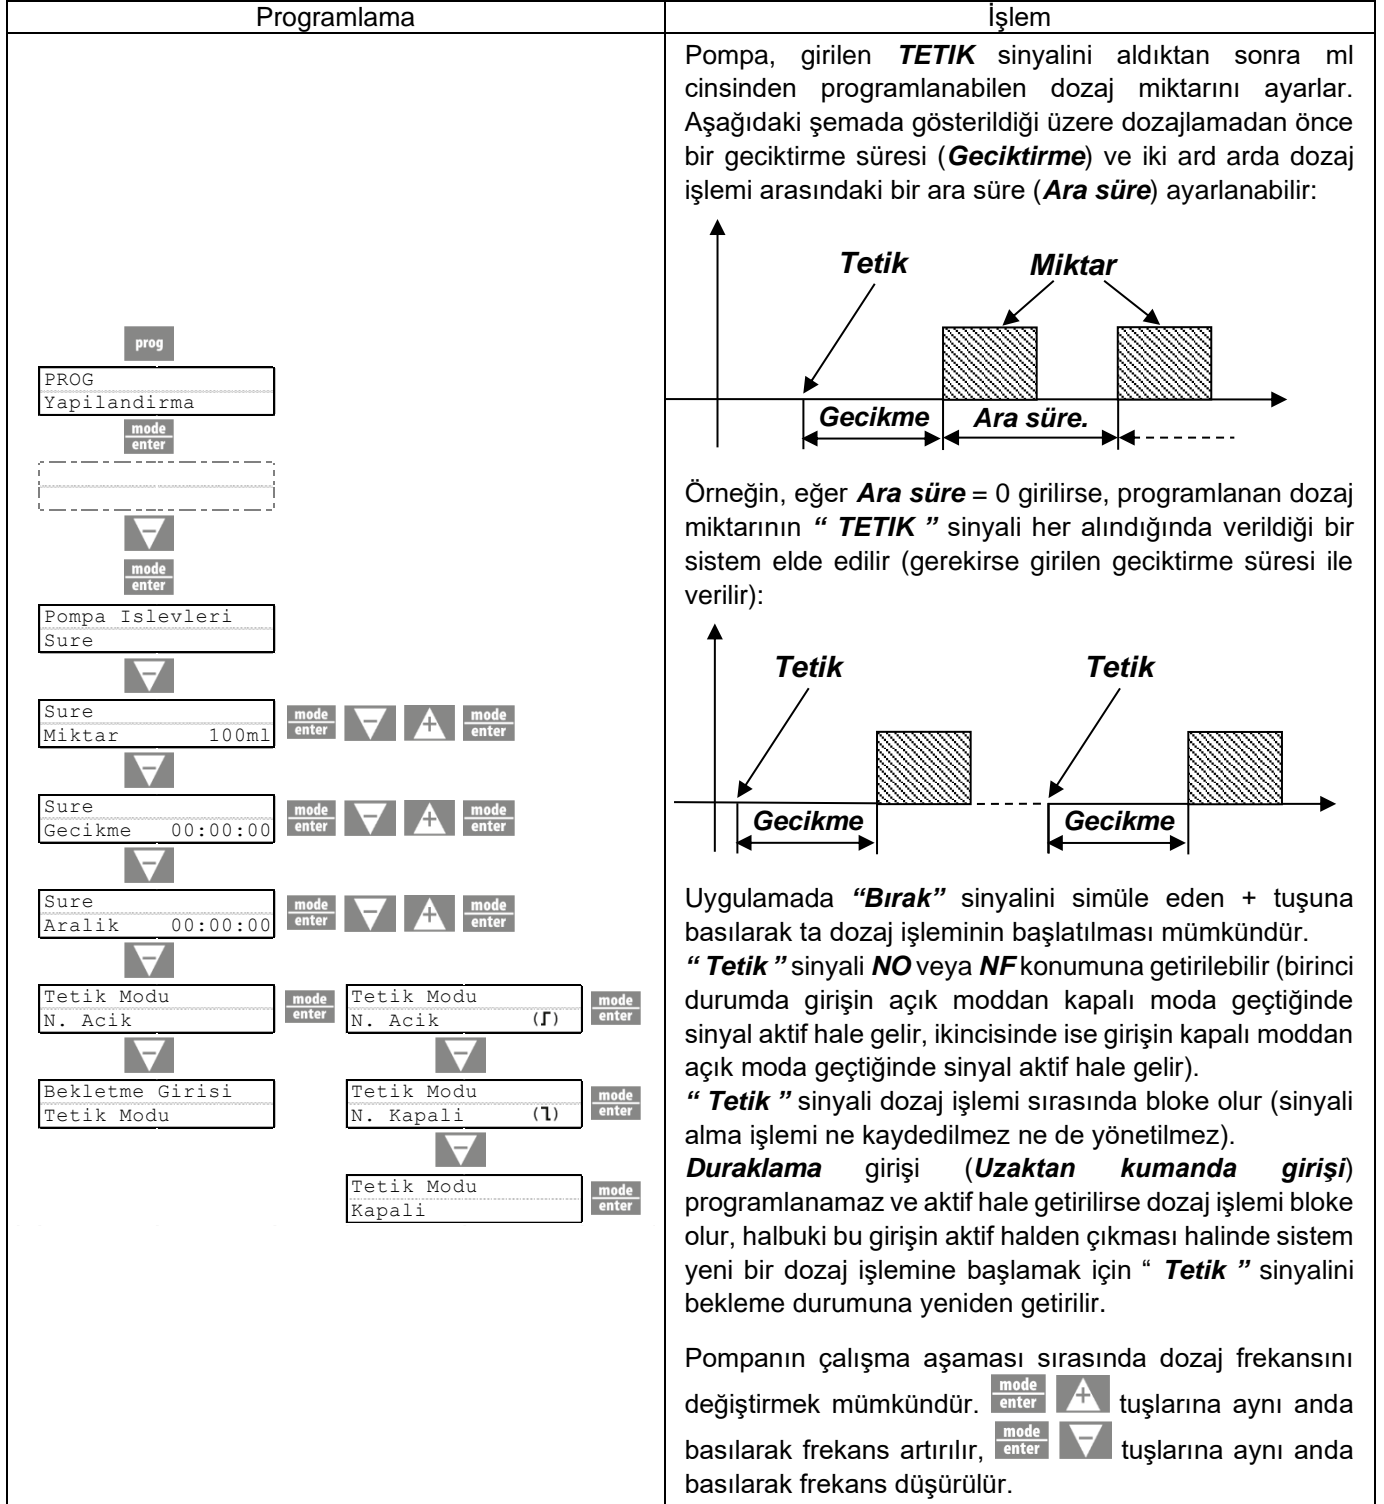 Programlama
İşlem
prog
PROG
Yapilandirma
mode
enter
mode
enter
Pompa Islevleri
Sure
Sure
Miktar 100ml
mode
enter
mode
enter
Sure
Gecikme 00:00:00
mode
enter
mode
enter
Sure
Aralik 00:00:00
mode
enter
mode
enter
Tetik Modu
N. Acik
mode
enter
Tetik Modu
N. Acik
mode
enter
Bekletme Girisi
Tetik Modu
Tetik Modu
N. Kapali
mode
enter
Tetik Modu
Kapali
mode
enter
Pompa, girilen TETIK sinyalini aldıktan sonra ml
cinsinden programlanabilen dozaj miktarını ayarlar.
Aşağıdaki şemada gösterildiği üzere dozajlamadan önce
bir geciktirme süresi (Geciktirme) ve iki ard arda dozaj
işlemi arasındaki bir ara süre (Ara süre) ayarlanabilir:
Tetik
Miktar
Gecikme
Ara süre.
Örneğin, eğer Ara süre = 0 girilirse, programlanan dozaj
miktarının “ TETIK ” sinyali her alındığında verildiği bir
sistem elde edilir (gerekirse girilen geciktirme süresi ile
verilir):
Tetik
Tetik
Gecikme
Gecikme
Uygulamada “Bırak” sinyalini simüle eden + tuşuna
basılarak ta dozaj işleminin başlatılması mümkündür.
“ Tetik ” sinyali NO veya NF konumuna getirilebilir (birinci
durumda girişin açık moddan kapalı moda geçtiğinde
sinyal aktif hale gelir, ikincisinde ise girişin kapalı moddan
açık moda geçtiğinde sinyal aktif hale gelir).
“ Tetik ” sinyali dozaj işlemi sırasında bloke olur (sinyali
alma işlemi ne kaydedilmez ne de yönetilmez).
Duraklama girişi (Uzaktan kumanda girişi)
programlanamaz ve aktif hale getirilirse dozaj işlemi bloke
olur, halbuki bu girişin aktif halden çıkması halinde sistem
yeni bir dozaj işlemine başlamak için “ Tetik ” sinyalini
bekleme durumuna yeniden getirilir.
Pompanın çalışma aşaması sırasında dozaj frekansını
değiştirmek mümkündür. mode enter + tuşlarına aynı anda
basılarak frekans artırılır, mode enter - tuşlarına aynı anda
basılarak frekans düşürülür.